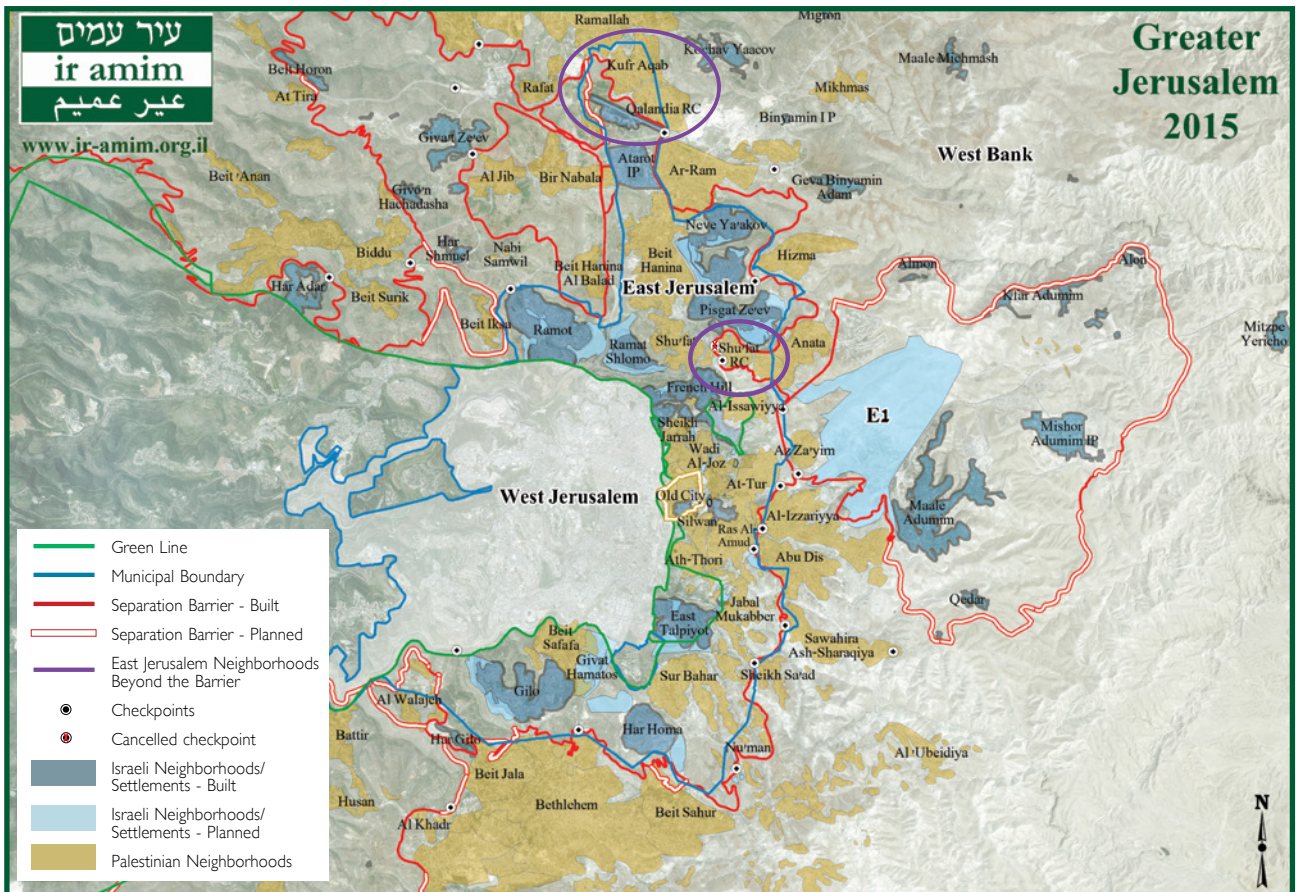 עיר עמים
ir amim
عير عميم
www.ir-amim.org.il
Greater
Jerusalem
2015
Ramallah
Migron
Kochav Yaacov
Maale Michmash
Beit Horon
At Tira
Kufr Aqab
Rafat
Mikhmas
Qalandia RC
Binyamin I P
West Bank
Giv'at Ze'ev
Atarot
IP
Ar-Ram
Beit 'Anan
Al Jib
Bir Nabala
Geva Binyamin
Adam
Givo'n
Hachadasha
Neve Ya'akov
Har
Shmuel
Nabi
Samwil
Biddu
Beit
Hanina
Hizma
Beit Hanina
Al Balad
Almon
Alon
Har Adar
East Jerusalem
Kfar Adumim
Beit Surik
Pisgat Ze'ev
Beit Iksa
Ramot
Mitzpe
Yericho
Ramat
Shlomo
Shu'fat
Shu'fat
RC
Anata
French Hill
Al-Issawiyya
E1
Sheikh
Jarrah
Mishor
Adumim IP
Wadi
Al-Joz
Az Za'yim
West Jerusalem
Old City
At-Tur
Maale
Adumim
Silwan
Al-Izzariyya
Ras Al
Amud
Ath-Thori
Abu Dis
Qedar
Jabal
Mukabber
East
Talpiyot
Beit
Safafa
Sawahira
Ash-Sharaqiya
Givat
Hamatos
Sur Bahar
Sheikh Sa'ad
Gilo
Al Walajeh
Battir
Har Gilo
Har Homa
Nu'man
Al 'Ubeidiya
Beit Jala
Husan
Bethlehem
Beit Sahur
Al Khadr
N
Green Line
Municipal Boundary
Separation Barrier - Built
Separation Barrier - Planned
East Jerusalem Neighborhoods
Beyond the Barrier
Checkpoints
Cancelled checkpoint
Israeli Neighborhoods/
Settlements - Built
Israeli Neighborhoods/
Settlements - Planned
Palestinian Neighborhoods